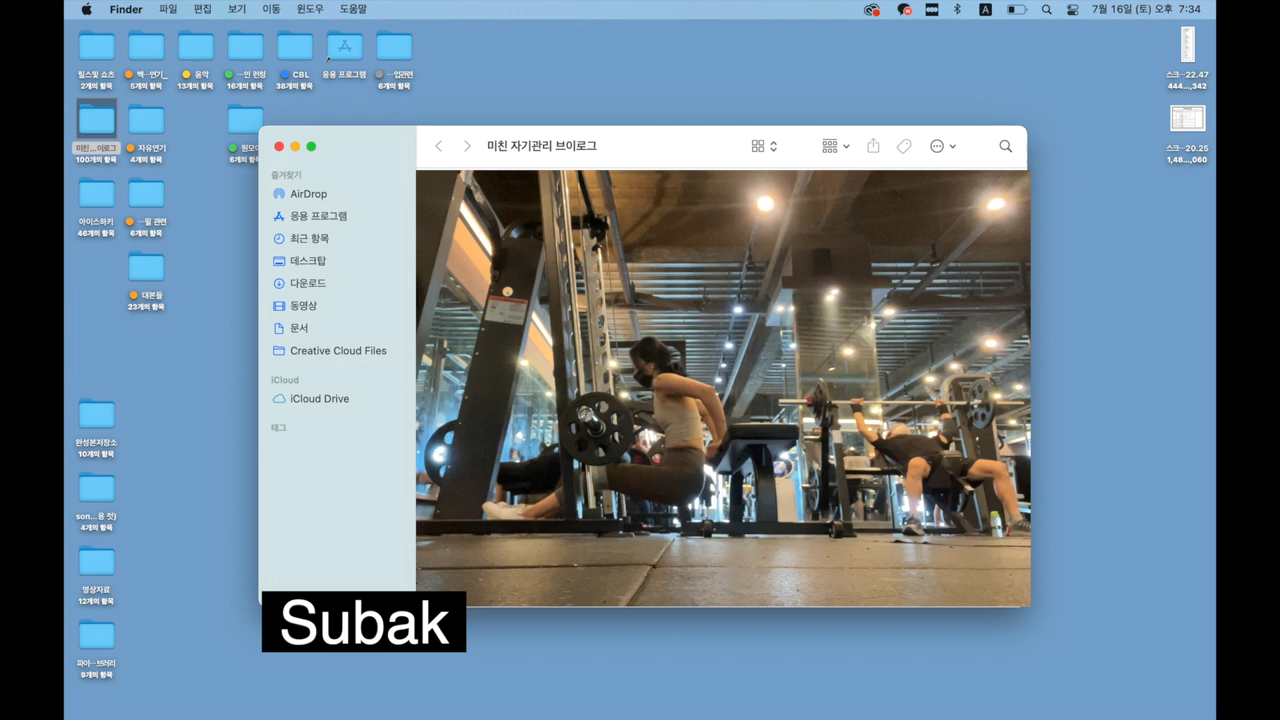 Finder 파일 편집 보기 이동 윈도우 도움말 A 7월 16일 (토) 오후 7:34
릴스및 쇼츠
2개의 항목
백…연기_
5개의 항목
음악
13개의 항목
…인 런칭
16개의 항목
CBL
38개의 항목
응용 프로그램
…업관련
6개의 항목
스크…22.47
444…,342
미친…이로그
100개의 항목
자유연기
4개의 항목
스크…20.25
1,48…,060
아이스하키
46개의 항목
…필 관련
6개의 항목
대본들
23개의 항목
완성본저장소
10개의 항목
son…용 컷)
4개의 항목
영상자료
12개의 항목
파이…브러리
9개의 항목
미친 자기관리 브이로그
즐겨찾기
AirDrop
응용 프로그램
최근 항목
데스크탑
다운로드
동영상
문서
Creative Cloud Files
iCloud
iCloud Drive
태그
Subak